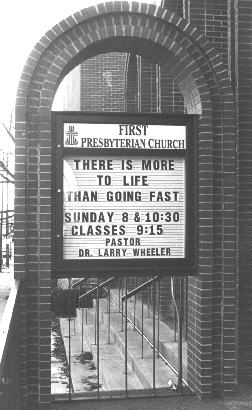 FIRST
PRESBYTERIAN CHURCH
THERE IS MORE
TO LIFE
THAN GOING FAST
SUNDAY 8 & 10:30
CLASSES 9:15
PASTOR
DR. LARRY WHEELER